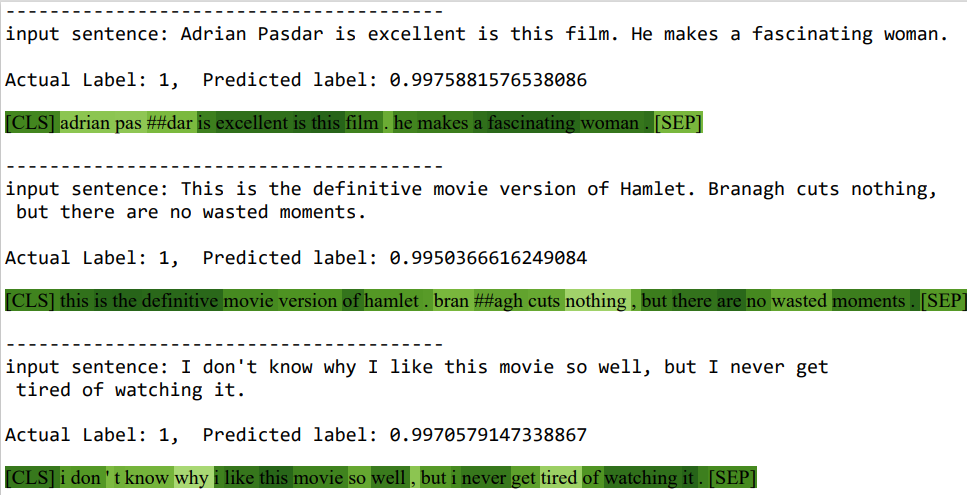 ----------------------------------------
input sentence: Adrian Pasdar is excellent is this film. He makes a fascinating woman.
Actual Label: 1,  Predicted label: 0.9975881576538086
[CLS] adrian pas ##dar is excellent is this film . he makes a fascinating woman . [SEP]
----------------------------------------
input sentence: This is the definitive movie version of Hamlet. Branagh cuts nothing,
but there are no wasted moments.
Actual Label: 1,  Predicted label: 0.9950366616249084
[CLS] this is the definitive movie version of hamlet . bran ##agh cuts nothing , but there are no wasted moments . [SEP]
----------------------------------------
input sentence: I don't know why I like this movie so well, but I never get
tired of watching it.
Actual Label: 1,  Predicted label: 0.9970579147338867
[CLS] i don ' t know why i like this movie so well , but i never get tired of watching it . [SEP]